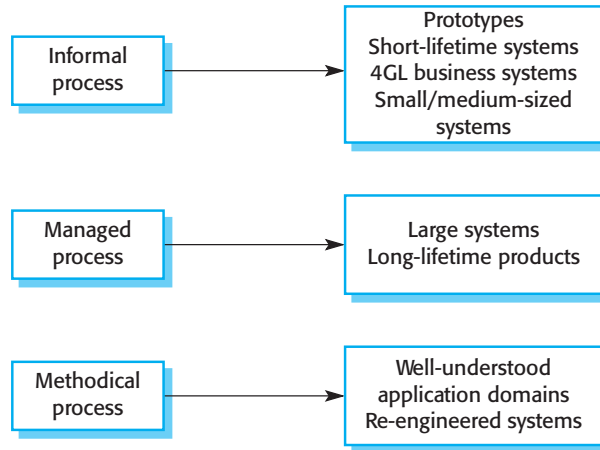 Informal
process
Prototypes
Short-lifetime systems
4GL business systems
Small/medium-sized
systems
Managed
process
Large systems
Long-lifetime products
Methodical
process
Well-understood
application domains
Re-engineered systems